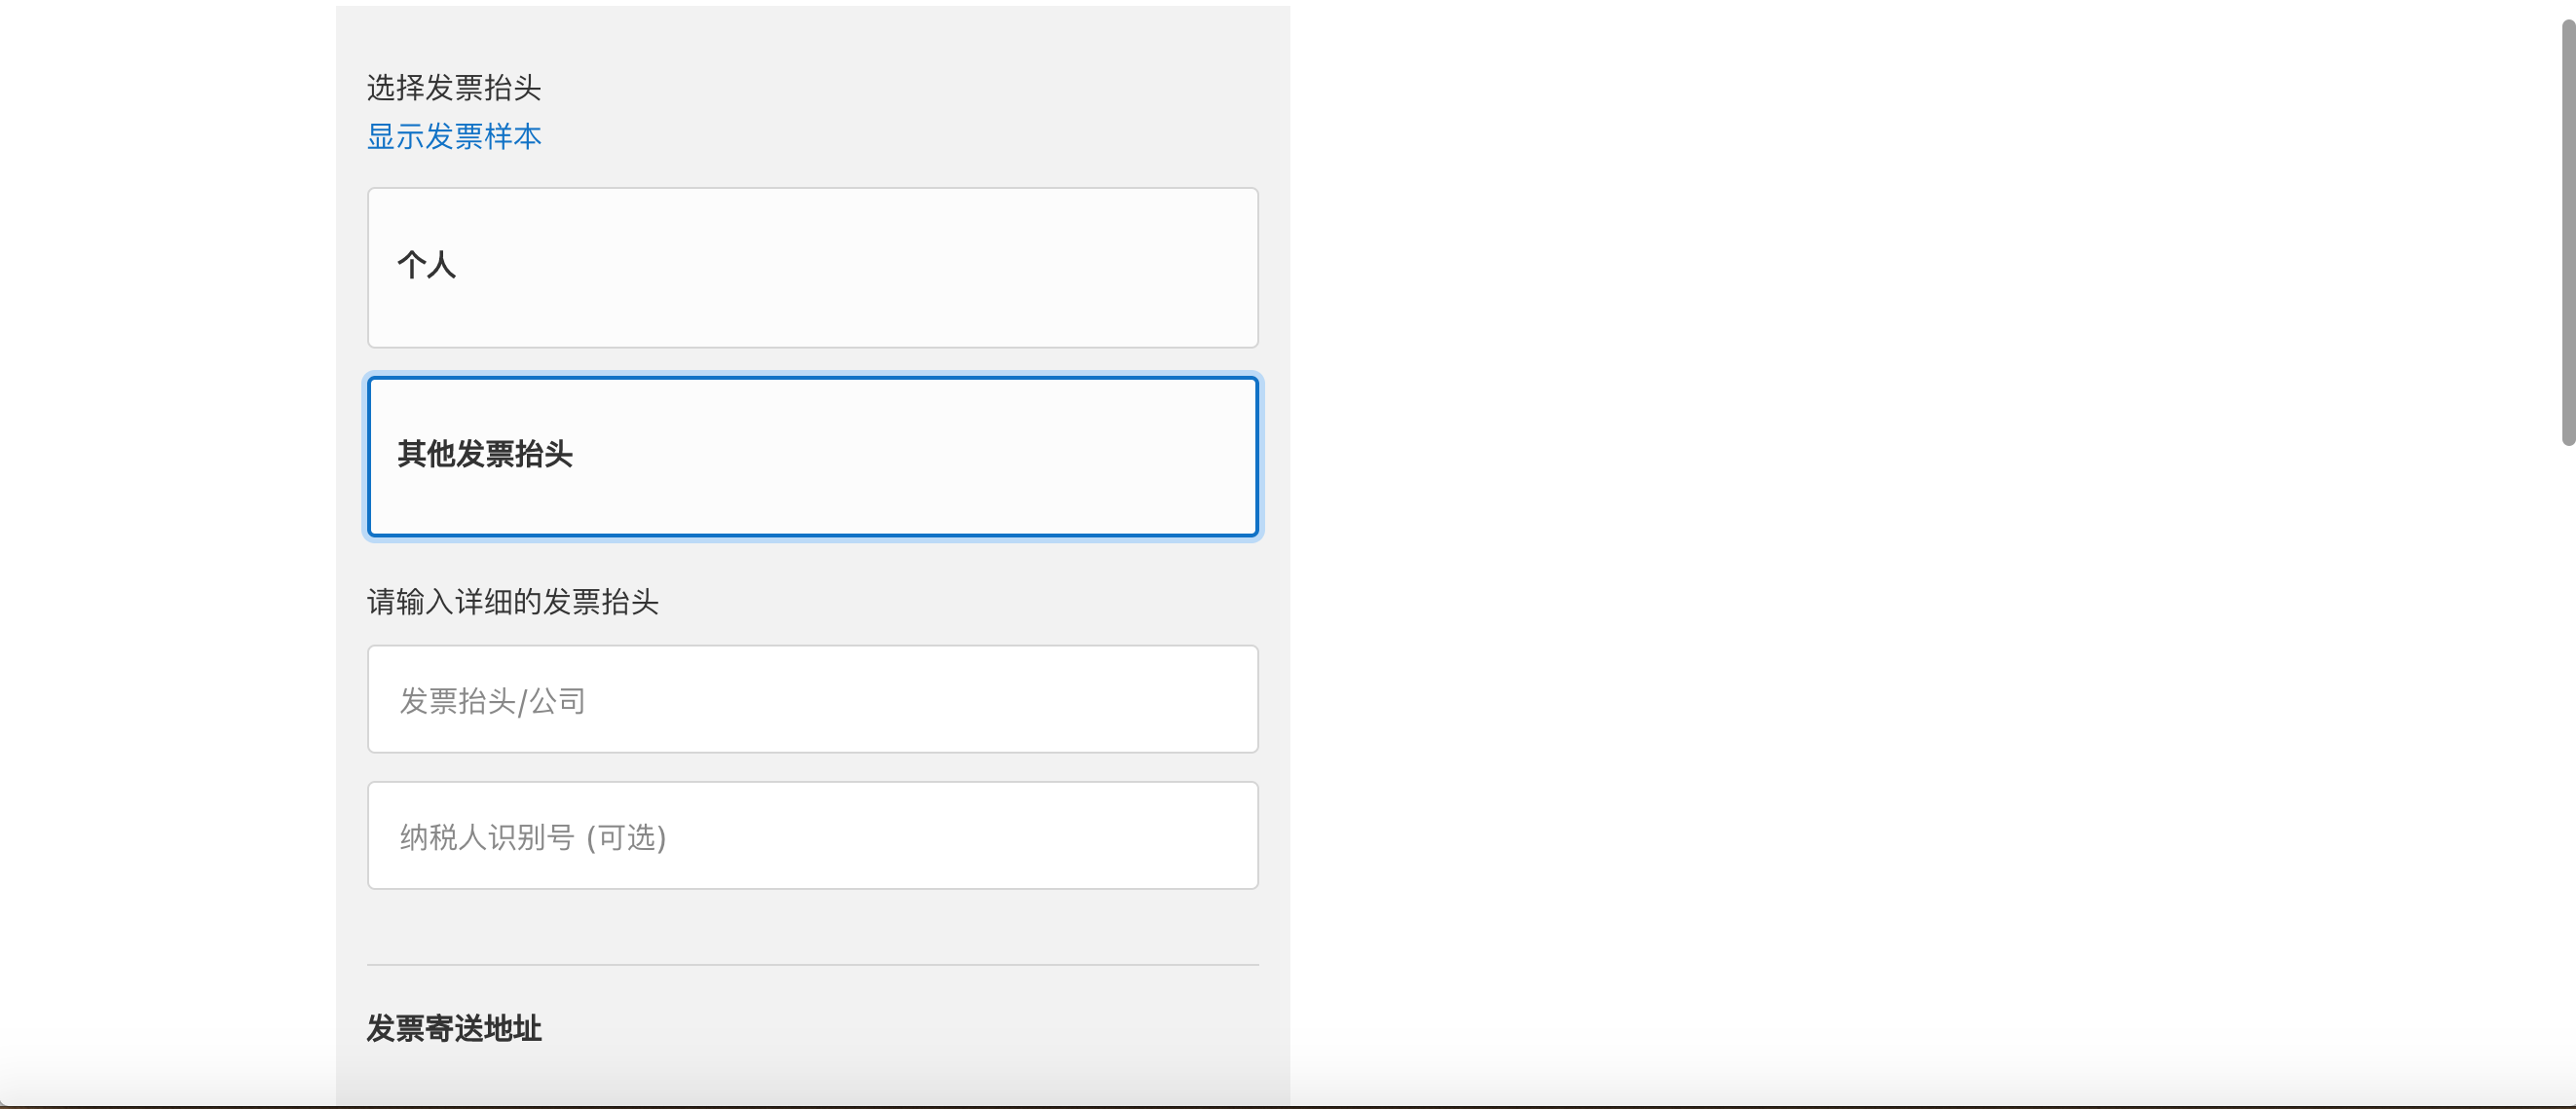 选择发票抬头
显示发票样本
个人
其他发票抬头
请输入详细的发票抬头
发票抬头/公司
纳税人识别号 (可选)
发票寄送地址